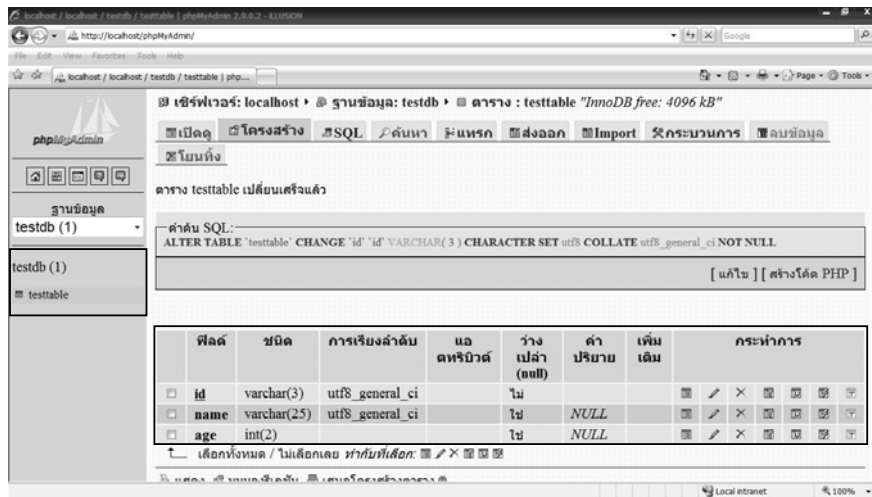 localhost / localhost / testdb / testtable | phpMyAdmin 2.9.0.2 - ILLUSION
http://localhost/phpMyAdmin/
Google
File Edit View Favorites Tools Help
localhost / localhost / testdb / testtable | php...
Page Tools
phpMyAdmin
ฐานข้อมูล
testdb (1)
testdb (1)
testtable
เซิร์ฟเวอร์: localhost ฐานข้อมูล: testdb ตาราง : testtable "InnoDB free: 4096 kB"
เปิดดู โครงสร้าง SQL ค้นหา แทรก ส่งออก Import กระบวนการ ลบข้อมูล
โยนทิ้ง
ตาราง testtable เปลี่ยนเสร็จแล้ว
คำค้น SQL:
ALTER TABLE `testtable` CHANGE `id` `id` VARCHAR( 3 ) CHARACTER SET utf8 COLLATE utf8_general_ci NOT NULL
[ แก้ไข ] [ สร้างโค้ด PHP ]
ฟิลด์ ชนิด การเรียงลำดับ แอตทริบิวต์ ว่างเปล่า (null) ค่าปริยาย เพิ่มเติม กระทำการ
id varchar(3) utf8_general_ci ไม่
name varchar(25) utf8_general_ci ใช่ NULL
age int(2) ใช่ NULL
เลือกทั้งหมด / ไม่เลือกเลย ทำกับที่เลือก:
Local intranet 100%